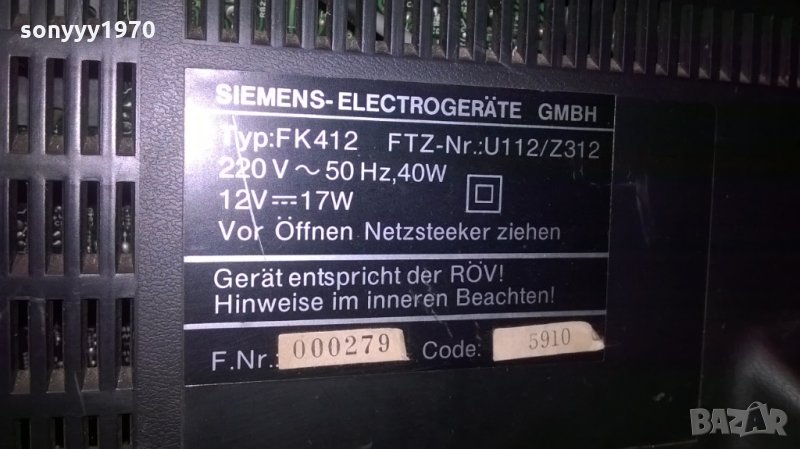 sonyyy1970
SIEMENS-ELECTROGERÄTE GMBH
Typ:FK412 FTZ-Nr.:U112/Z312
220 V ~ 50 Hz,40W
12V⎓17W
Vor Öffnen Netzsteeker ziehen
Gerät entspricht der RÖV!
Hinweise im inneren Beachten!
F.Nr.: 000279 Code: 5910
BAZAR